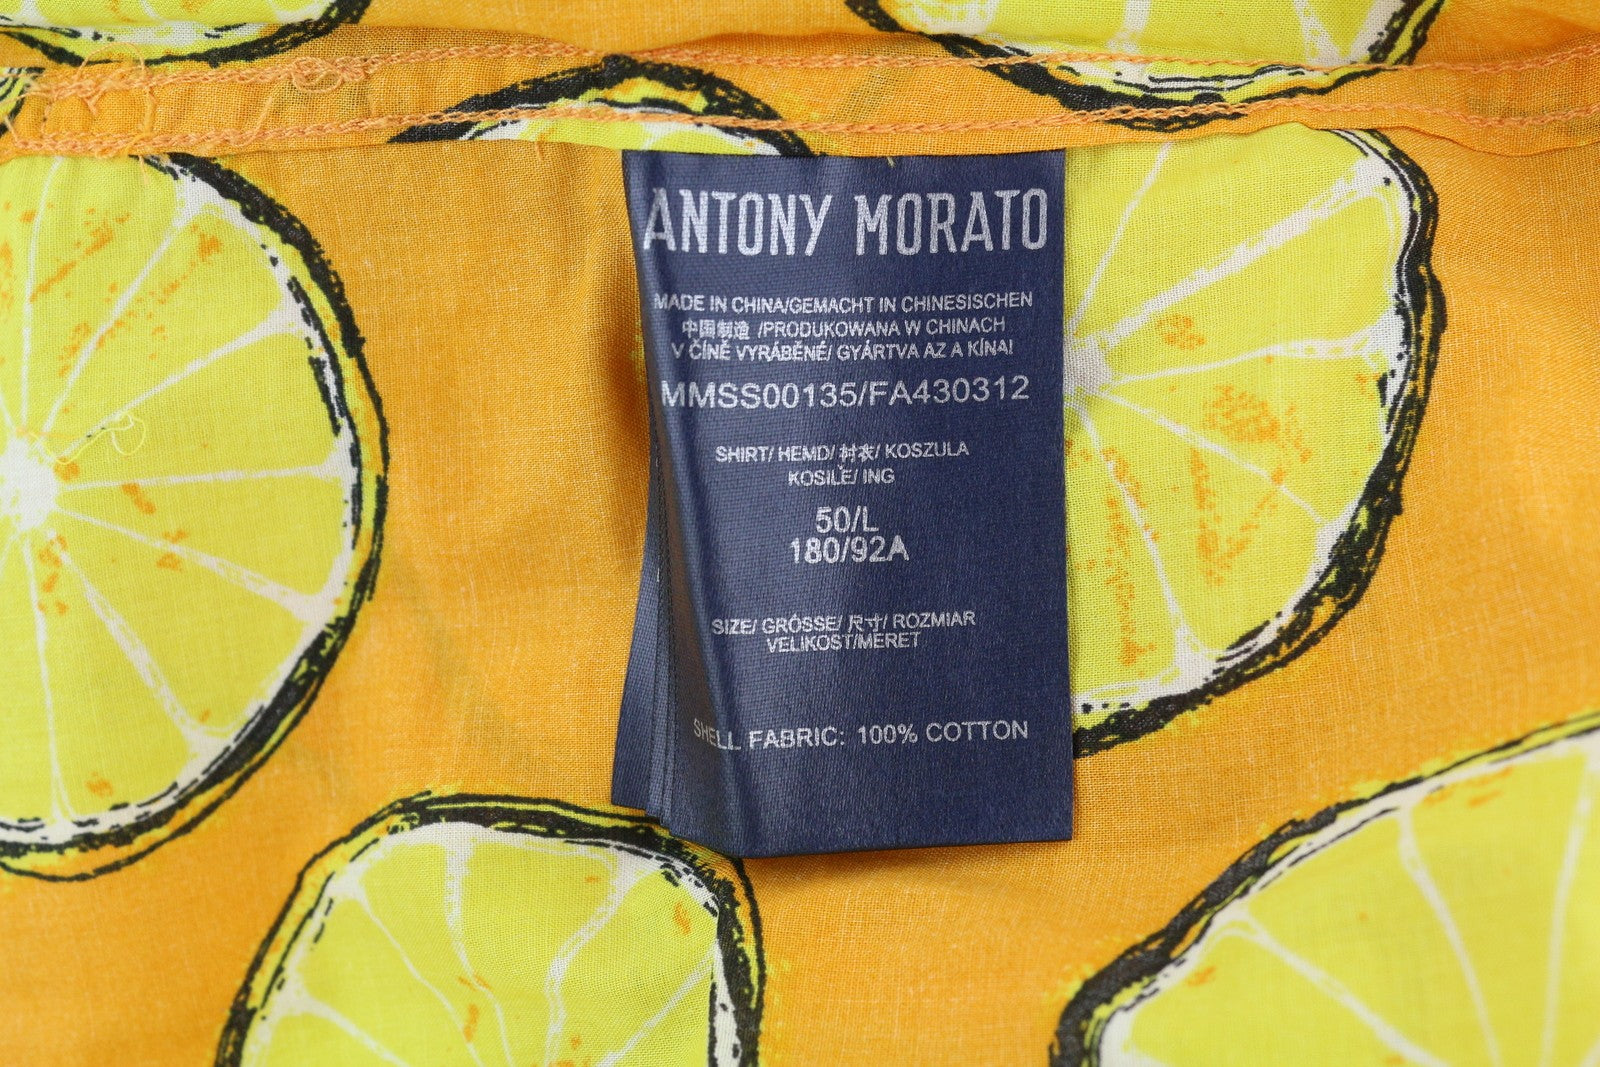 ANTONY MORATO
MADE IN CHINA/GEMACHT IN CHINESISCHEN
中国制造 /PRODUKOWANA W CHINACH
V ČÍNĚ VYRÁBĚNÉ/ GYÁRTVA AZ A KÍNAI
MMSS00135/FA430312
SHIRT/ HEMD/ 衬衣/ KOSZULA
KOSILE/ ING
50/L
180/92A
SIZE/ GRÓSSE/ 尺寸/ ROZMIAR
VELIKOST/MERET
SHELL FABRIC: 100% COTTON